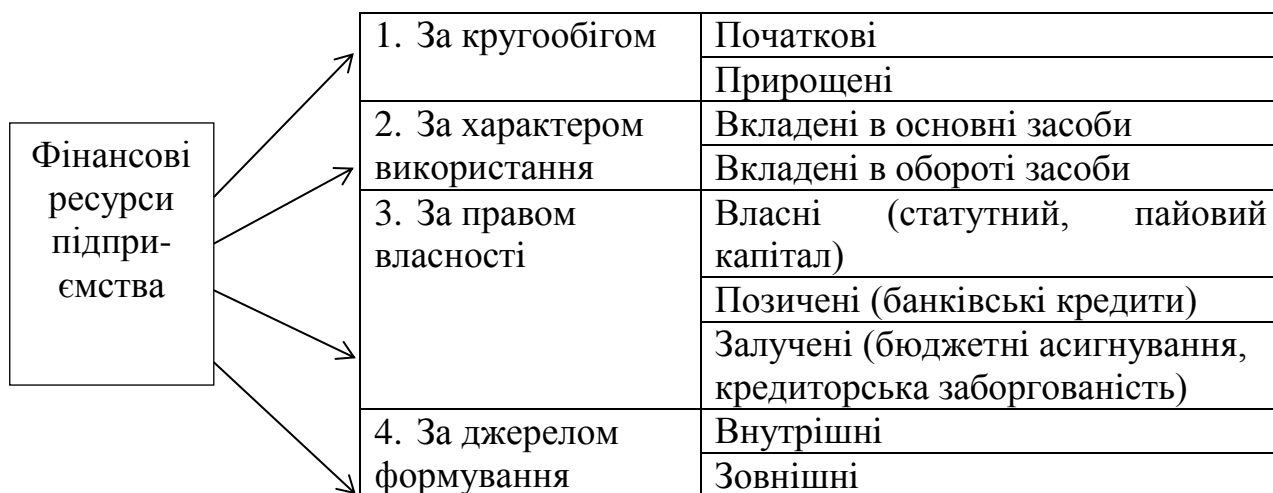 Фінансові
ресурси
підпри-
ємства
1. За кругообігом
Початкові
Прирощені
2. За характером
використання
Вкладені в основні засоби
Вкладені в обороті засоби
3. За правом
власності
Власні (статутний, пайовий
капітал)
Позичені (банківські кредити)
Залучені (бюджетні асигнування,
кредиторська заборгованість)
4. За джерелом
формування
Внутрішні
Зовнішні